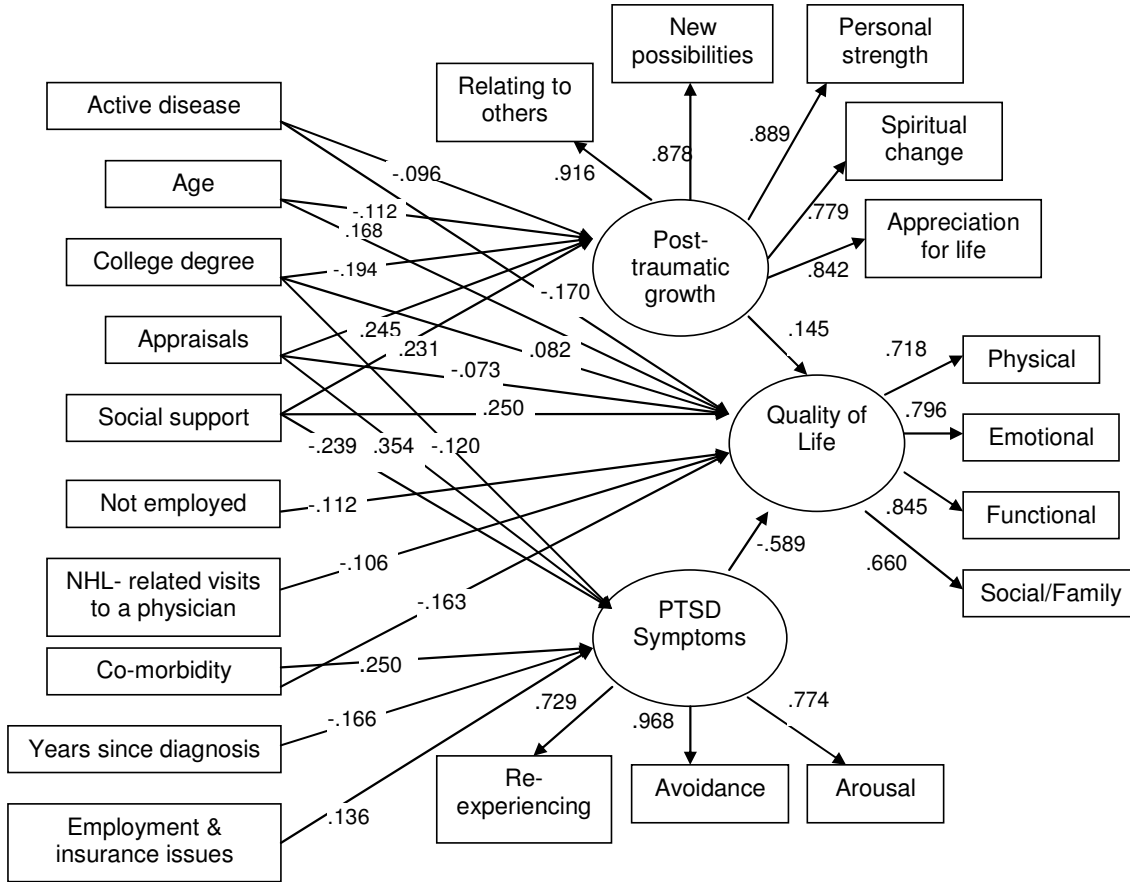 New
possibilities
Personal
strength
Relating to
others
Active disease
Spiritual
change
.889
.878
.916
-.096
Age
.779
-.112
Appreciation
for life
.168
Post-
traumatic
growth
College degree
-.194
.842
-.170
.145
Appraisals
.245
.231
.082
.718
Physical
-.073
Social support
.250
Quality of
Life
.796
Emotional
-.239
.354
-.120
Not employed
-.112
.845
Functional
-.589
.660
NHL- related visits
to a physician
-.106
Social/Family
-.163
PTSD
Symptoms
Co-morbidity
.250
.729
.774
-.166
.968
Years since diagnosis
Re-
experiencing
Avoidance
Arousal
.136
Employment &
insurance issues